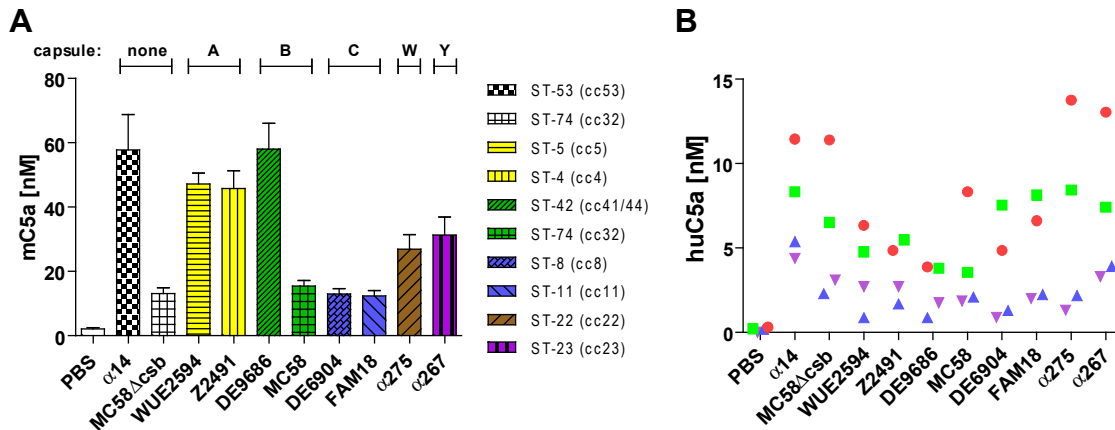 A
capsule: none A B C W Y
mC5a [nM]
80
60
40
20
0
PBS
α14
MC58Δcsb
WUE2594
Z2491
DE9686
MC58
DE6904
FAM18
α275
α267
ST-53 (cc53)
ST-74 (cc32)
ST-5 (cc5)
ST-4 (cc4)
ST-42 (cc41/44)
ST-74 (cc32)
ST-8 (cc8)
ST-11 (cc11)
ST-22 (cc22)
ST-23 (cc23)
B
huC5a [nM]
15
10
5
0
PBS
α14
MC58Δcsb
WUE2594
Z2491
DE9686
MC58
DE6904
FAM18
α275
α267